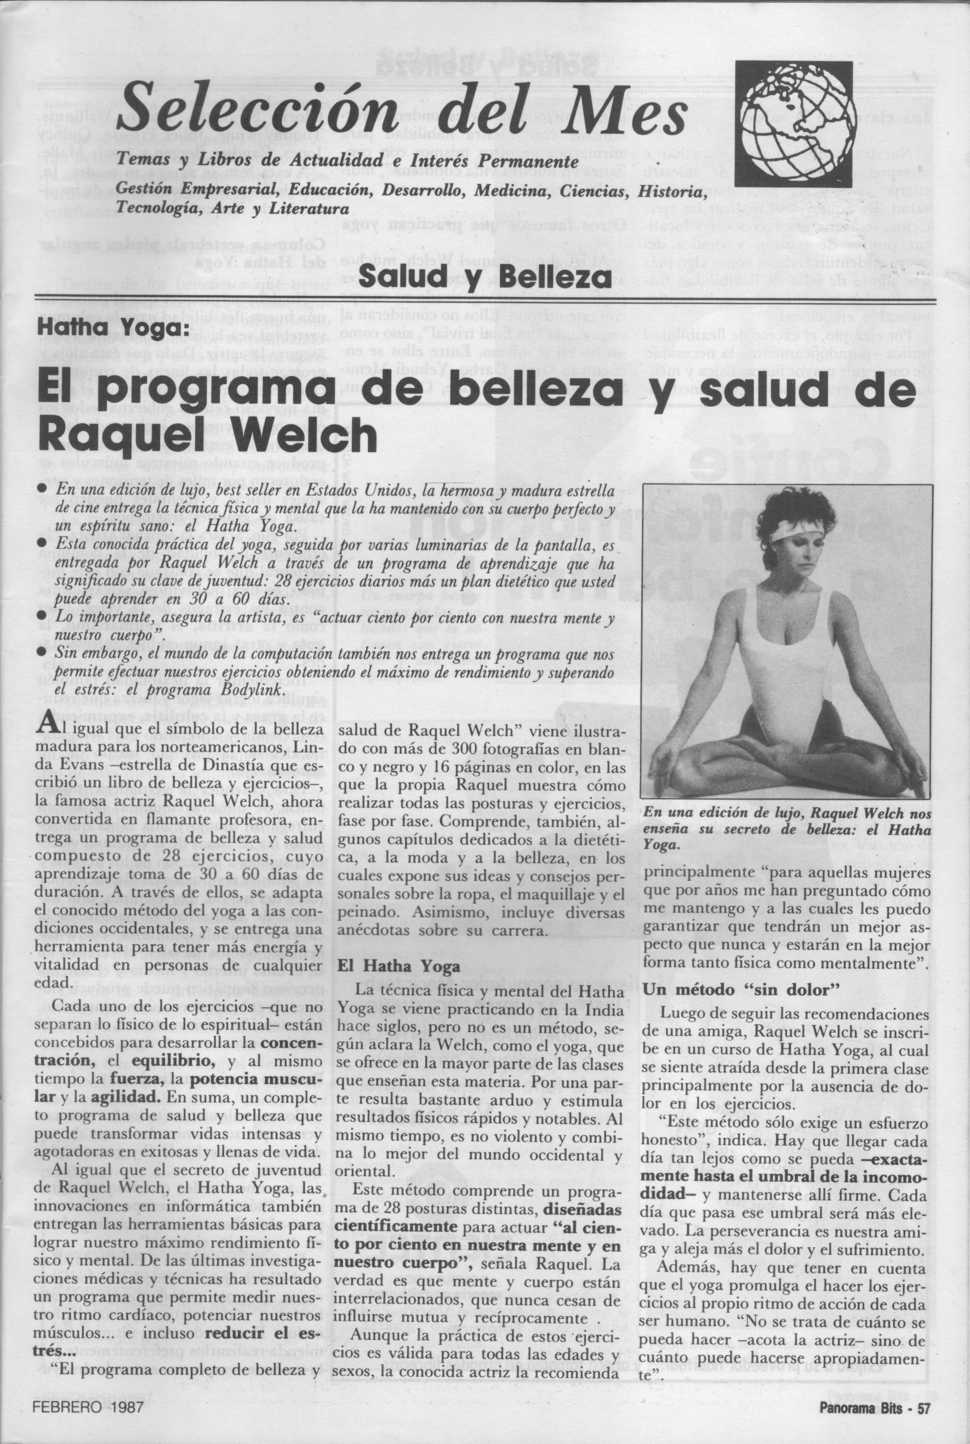 Selección del Mes
Temas y Libros de Actualidad e Interés Permanente
Gestión Empresarial, Educación, Desarrollo, Medicina, Ciencias, Historia,
Tecnología, Arte y Literatura
Salud y Belleza
Hatha Yoga:
El programa de belleza y salud de
Raquel Welch
● En una edición de lujo, best seller en Estados Unidos, la hermosa y madura estrella
de cine entrega la técnica física y mental que la ha mantenido con su cuerpo perfecto y
un espíritu sano: el Hatha Yoga.
● Esta conocida práctica del yoga, seguida por varias luminarias de la pantalla, es
entregada por Raquel Welch a través de un programa de aprendizaje que ha
significado su clave de juventud: 28 ejercicios diarios más un plan dietético que usted
puede aprender en 30 a 60 días.
● Lo importante, asegura la artista, es “actuar ciento por ciento con nuestra mente y
nuestro cuerpo”.
● Sin embargo, el mundo de la computación también nos entrega un programa que nos
permite efectuar nuestros ejercicios obteniendo el máximo de rendimiento y superando
el estrés: el programa Bodylink.
Al igual que el símbolo de la belleza
madura para los norteamericanos, Lin-
da Evans –estrella de Dinastía que es-
cribió un libro de belleza y ejercicios–,
la famosa actriz Raquel Welch, ahora
convertida en flamante profesora, en-
trega un programa de belleza y salud
compuesto de 28 ejercicios, cuyo
aprendizaje toma de 30 a 60 días de
duración. A través de ellos, se adapta
el conocido método del yoga a las con-
diciones occidentales, y se entrega una
herramienta para tener más energía y
vitalidad en personas de cualquier
edad.
Cada uno de los ejercicios –que no
separan lo físico de lo espiritual– están
concebidos para desarrollar la concen-
tración, el equilibrio, y al mismo
tiempo la fuerza, la potencia muscu-
lar y la agilidad. En suma, un comple-
to programa de salud y belleza que
puede transformar vidas intensas y
agotadoras en exitosas y llenas de vida.
Al igual que el secreto de juventud
de Raquel Welch, el Hatha Yoga, las
innovaciones en informática también
entregan las herramientas básicas para
lograr nuestro máximo rendimiento fí-
sico y mental. De las últimas investiga-
ciones médicas y técnicas ha resultado
un programa que permite medir nues-
tro ritmo cardíaco, potenciar nuestros
músculos... e incluso reducir el es-
trés...
“El programa completo de belleza y
salud de Raquel Welch” viene ilustra-
do con más de 300 fotografías en blan-
co y negro y 16 páginas en color, en las
que la propia Raquel muestra cómo
realizar todas las posturas y ejercicios,
fase por fase. Comprende, también, al-
gunos capítulos dedicados a la dietéti-
ca, a la moda y a la belleza, en los
cuales expone sus ideas y consejos per-
sonales sobre la ropa, el maquillaje y el
peinado. Asimismo, incluye diversas
anécdotas sobre su carrera.
El Hatha Yoga
La técnica física y mental del Hatha
Yoga se viene practicando en la India
hace siglos, pero no es un método, se-
gún aclara la Welch, como el yoga, que
se ofrece en la mayor parte de las clases
que enseñan esta materia. Por una par-
te resulta bastante arduo y estimula
resultados físicos rápidos y notables. Al
mismo tiempo, es no violento y combi-
na lo mejor del mundo occidental y
oriental.
Este método comprende un progra-
ma de 28 posturas distintas, diseñadas
científicamente para actuar “al cien-
to por ciento en nuestra mente y en
nuestro cuerpo”, señala Raquel. La
verdad es que mente y cuerpo están
interrelacionados, que nunca cesan de
influirse mutua y recíprocamente .
Aunque la práctica de estos ejerci-
cios es válida para todas las edades y
sexos, la conocida actriz la recomienda
En una edición de lujo, Raquel Welch nos
enseña su secreto de belleza: el Hatha
Yoga.
principalmente “para aquellas mujeres
que por años me han preguntado cómo
me mantengo y a las cuales les puedo
garantizar que tendrán un mejor as-
pecto que nunca y estarán en la mejor
forma tanto física como mentalmente”.
Un método “sin dolor”
Luego de seguir las recomendaciones
de una amiga, Raquel Welch se inscri-
be en un curso de Hatha Yoga, al cual
se siente atraída desde la primera clase
principalmente por la ausencia de do-
lor en los ejercicios.
“Este método sólo exige un esfuerzo
honesto”, indica. Hay que llegar cada
día tan lejos como se pueda –exacta-
mente hasta el umbral de la incomo-
didad– y mantenerse allí firme. Cada
día que pasa ese umbral será más ele-
vado. La perseverancia es nuestra ami-
ga y aleja más el dolor y el sufrimiento.
Además, hay que tener en cuenta
que el yoga promulga el hacer los ejer-
cicios al propio ritmo de acción de cada
ser humano. “No se trata de cuánto se
pueda hacer –acota la actriz– sino de
cuánto puede hacerse apropiadamen-
te”.
FEBRERO 1987
Panorama Bits - 57